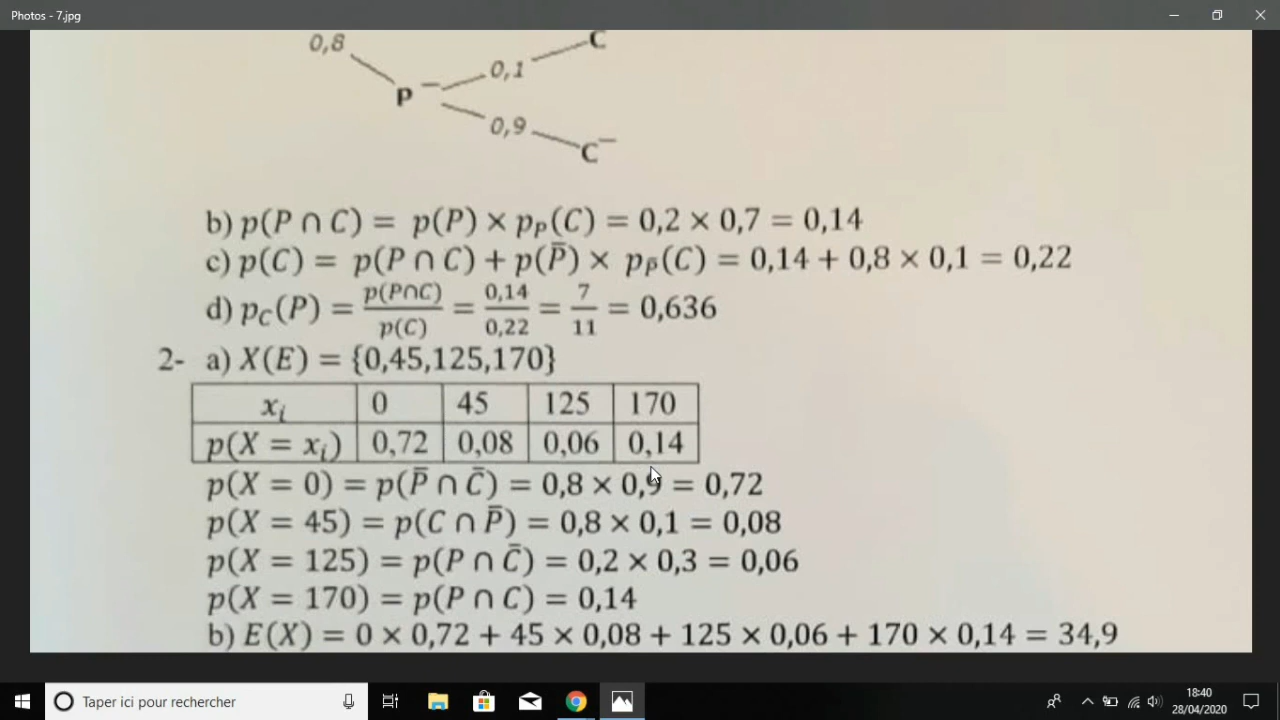 Photos - 7.jpg
0,8
C
0,1
P̄
0,9
C̄
b) p(P ∩ C) = p(P) × p_P(C) = 0,2 × 0,7 = 0,14
c) p(C) = p(P ∩ C) + p(P̄) × p_P̄(C) = 0,14 + 0,8 × 0,1 = 0,22
d) p_C(P) = p(P∩C)/p(C) = 0,14/0,22 = 7/11 = 0,636
2- a) X(E) = {0,45,125,170}
x_i 0 45 125 170
p(X = x_i) 0,72 0,08 0,06 0,14
p(X = 0) = p(P̄ ∩ C̄) = 0,8 × 0,9 = 0,72
p(X = 45) = p(C ∩ P̄) = 0,8 × 0,1 = 0,08
p(X = 125) = p(P ∩ C̄) = 0,2 × 0,3 = 0,06
p(X = 170) = p(P ∩ C) = 0,14
b) E(X) = 0 × 0,72 + 45 × 0,08 + 125 × 0,06 + 170 × 0,14 = 34,9
Taper ici pour rechercher
18:40
28/04/2020